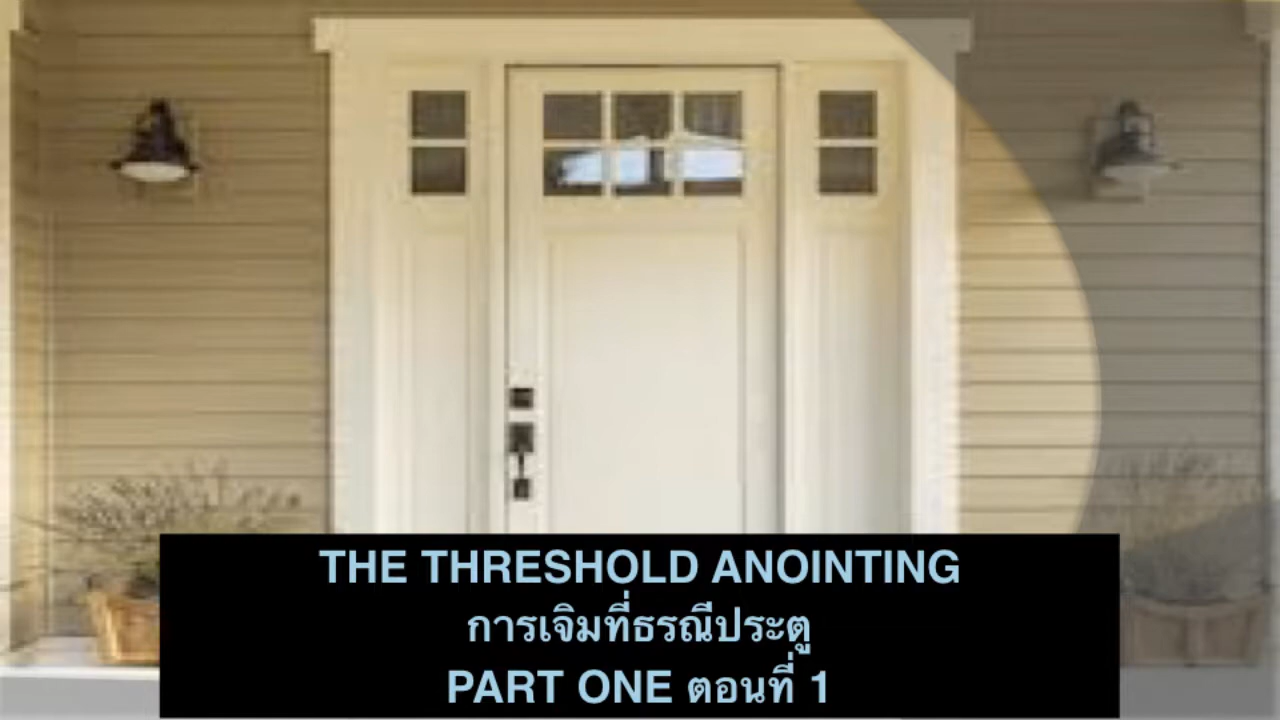 THE THRESHOLD ANOINTING
การเจิมที่ธรณีประตู
PART ONE ตอนที่ 1